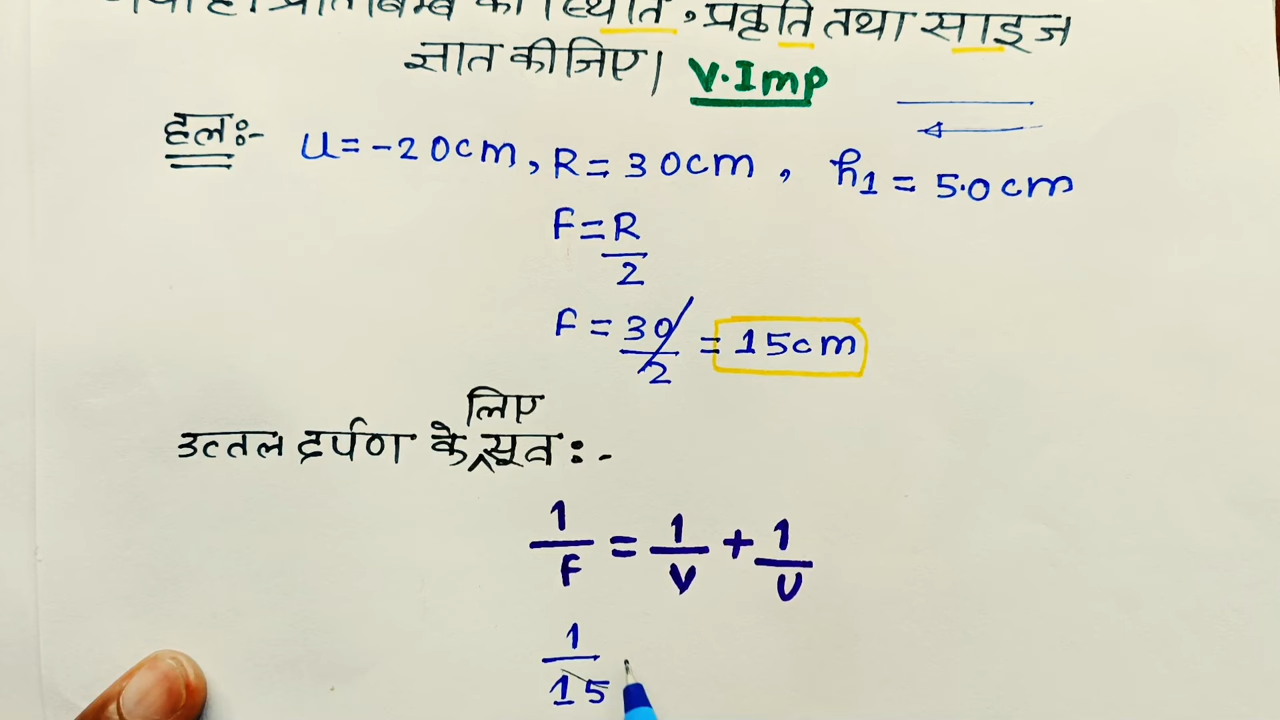 की स्थिति, प्रकृति तथा साइज
ज्ञात कीजिए। V.Imp
हल:- u=-20cm, R=30cm, h1=5.0cm
F=R/2
F=30/2=15cm
लिए
उत्तल दर्पण के सूत्र:-
1/F=1/V+1/U
1/15